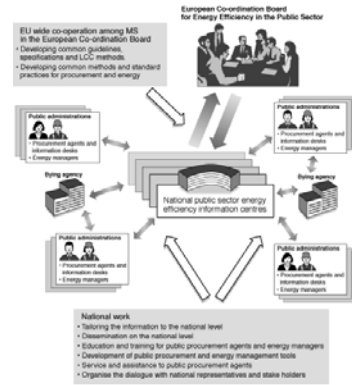 European Co-ordination Board
for Energy Efficiency in the Public Sector
EU wide co-operation among MS
in the European Co-ordination Board
• Developing common guidelines,
specifications and LCC methods.
• Developing common methods and standard
practices for procurement and energy
Public administrations
• Procurement agents and
information desks
• Energy managers
Public administrations
• Procurement agents and
information desks
• Energy managers
Bying agency
Bying agency
National public sector energy
efficiency information centres
Public administrations
• Procurement agents and
information desks
• Energy managers
Public administrations
• Procurement agents and
information desks
• Energy managers
National work
• Tailoring the information to the national level
• Dissemination on the national level
• Education and training for public procurement agents and energy managers
• Development of public procurement and energy management tools
• Service and assistance to public procurement agents
• Organise the dialogue with national representatives and stake holders